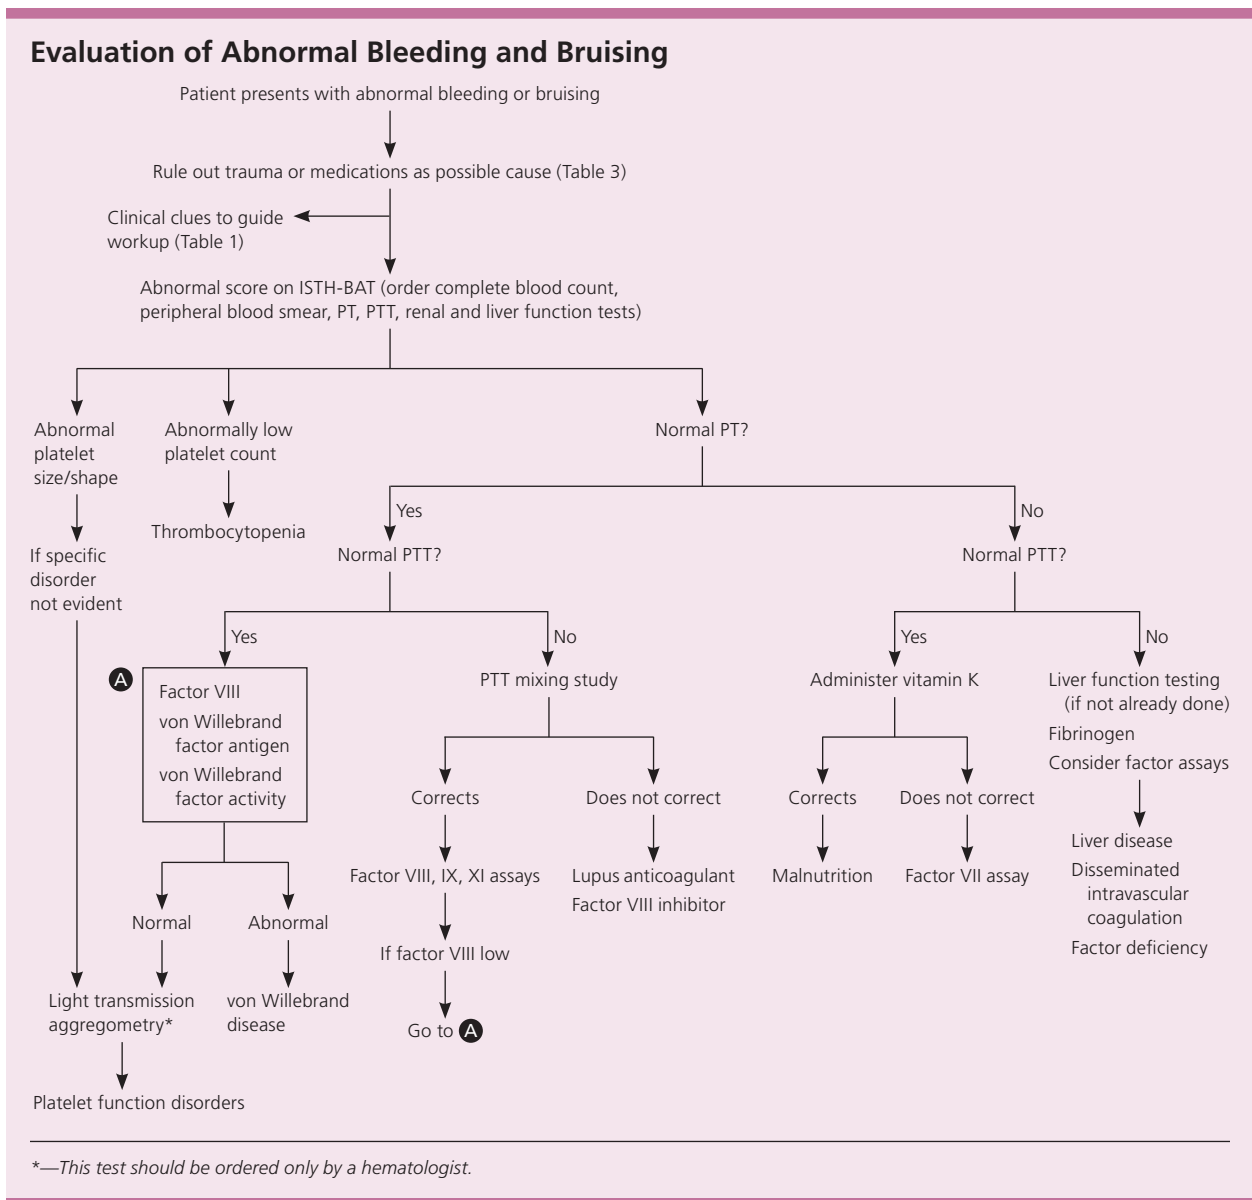 Evaluation of Abnormal Bleeding and Bruising
Patient presents with abnormal bleeding or bruising
Rule out trauma or medications as possible cause (Table 3)
Clinical clues to guide
workup (Table 1)
Abnormal score on ISTH-BAT (order complete blood count,
peripheral blood smear, PT, PTT, renal and liver function tests)
Abnormal
platelet
size/shape
If specific
disorder
not evident
Abnormally low
platelet count
Thrombocytopenia
Normal PT?
Yes
Normal PTT?
Yes
A
Factor VIII
von Willebrand
factor antigen
von Willebrand
factor activity
Normal
Abnormal
Light transmission
aggregometry*
von Willebrand
disease
Platelet function disorders
No
PTT mixing study
Corrects
Factor VIII, IX, XI assays
If factor VIII low
Go to A
Does not correct
Lupus anticoagulant
Factor VIII inhibitor
No
Normal PTT?
Yes
Administer vitamin K
Corrects
Malnutrition
Does not correct
Factor VII assay
No
Liver function testing
(if not already done)
Fibrinogen
Consider factor assays
Liver disease
Disseminated
intravascular
coagulation
Factor deficiency
*—This test should be ordered only by a hematologist.